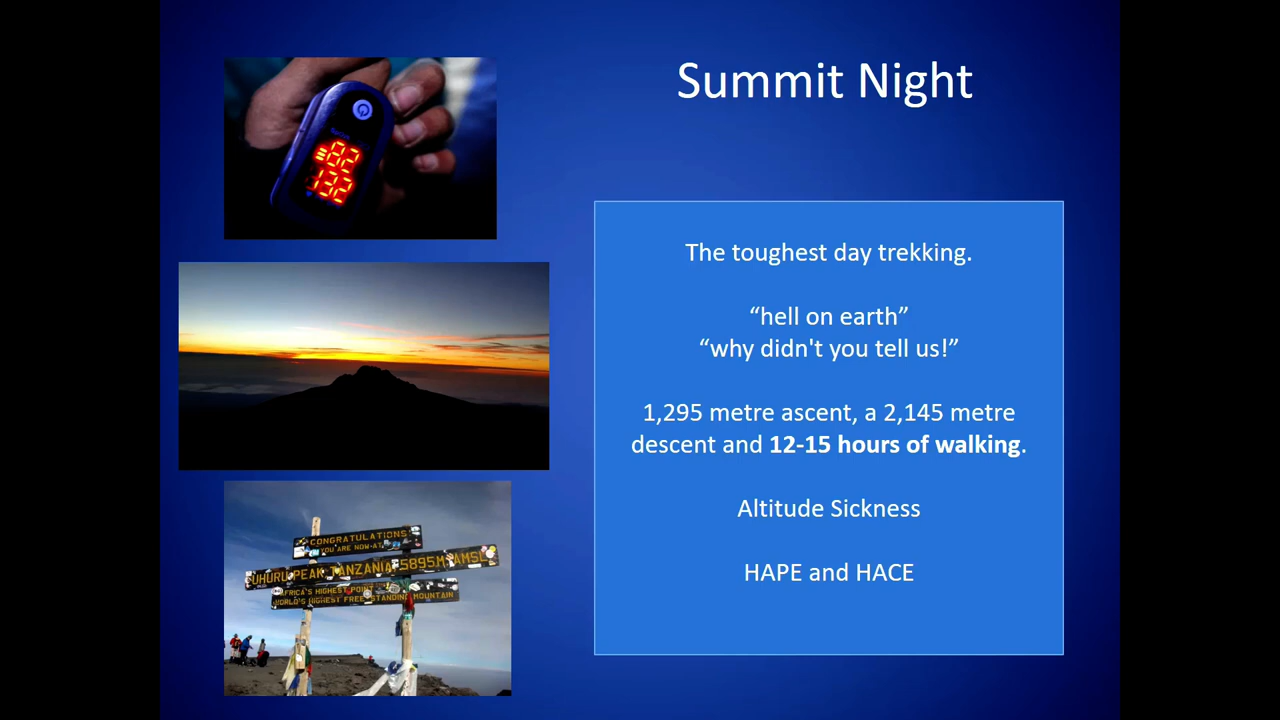 Summit Night
82
132
The toughest day trekking.
“hell on earth”
“why didn't you tell us!”
1,295 metre ascent, a 2,145 metre
descent and 12-15 hours of walking.
Altitude Sickness
HAPE and HACE
CONGRATULATIONS
YOU ARE NOW AT
UHURU PEAK TANZANIA, 5895M AMSL
AFRICA'S HIGHEST POINT
WORLD'S HIGHEST FREE STANDING MOUNTAIN